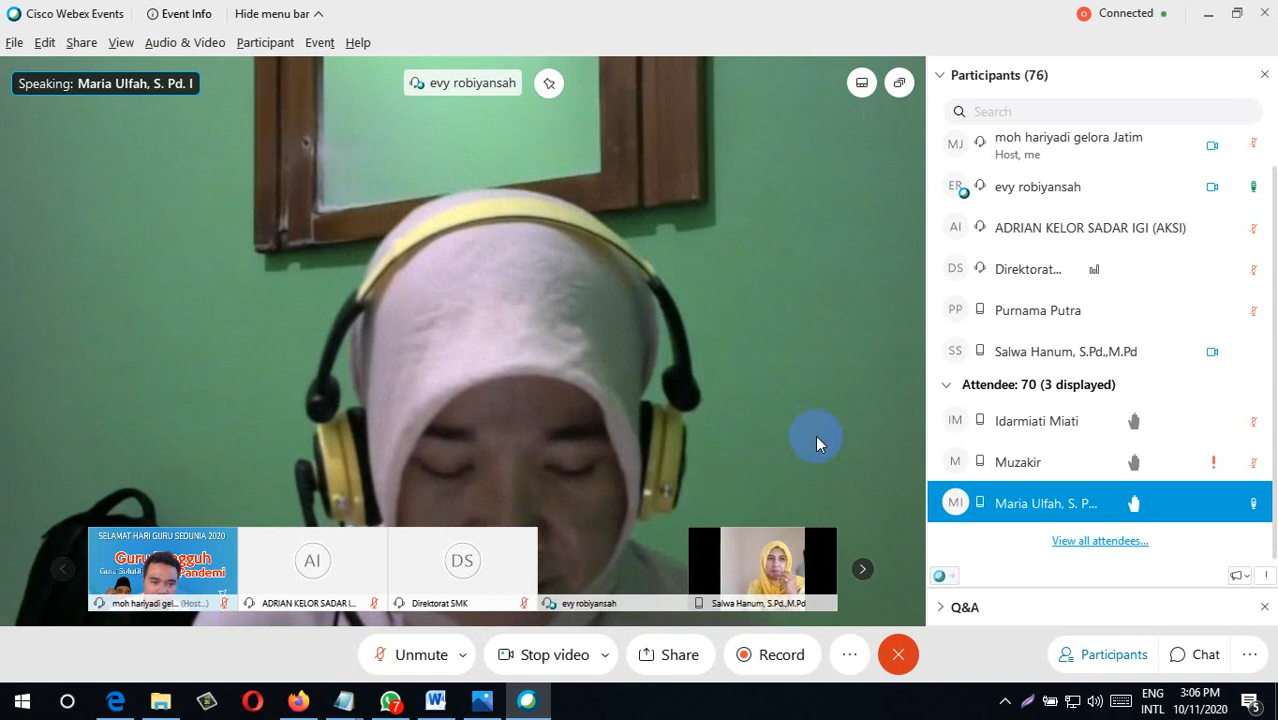 Cisco Webex Events
Event Info
Hide menu bar
Connected
File Edit Share View Audio & Video Participant Event Help
Speaking: Maria Ulfah, S. Pd. I
evy robiyansah
Participants (76)
Search
MJ moh hariyadi gelora Jatim
Host, me
ER evy robiyansah
AI ADRIAN KELOR SADAR IGI (AKSI)
DS Direktorat...
PP Purnama Putra
SS Salwa Hanum, S.Pd.,M.Pd
Attendee: 70 (3 displayed)
IM Idarmiati Miati
M Muzakir
MI Maria Ulfah, S. P...
View all attendees...
Q&A
SELAMAT HARI GURU SEDUNIA 2020
Guru
Pandemi
AI
DS
moh hariyadi gel... (Host...)
ADRIAN KELOR SADAR I...
Direktorat SMK
evy robiyansah
Salwa Hanum, S.Pd.,M.Pd
Unmute
Stop video
Share
Record
Participants
Chat
7
W
ENG
INTL
3:06 PM
10/11/2020
5